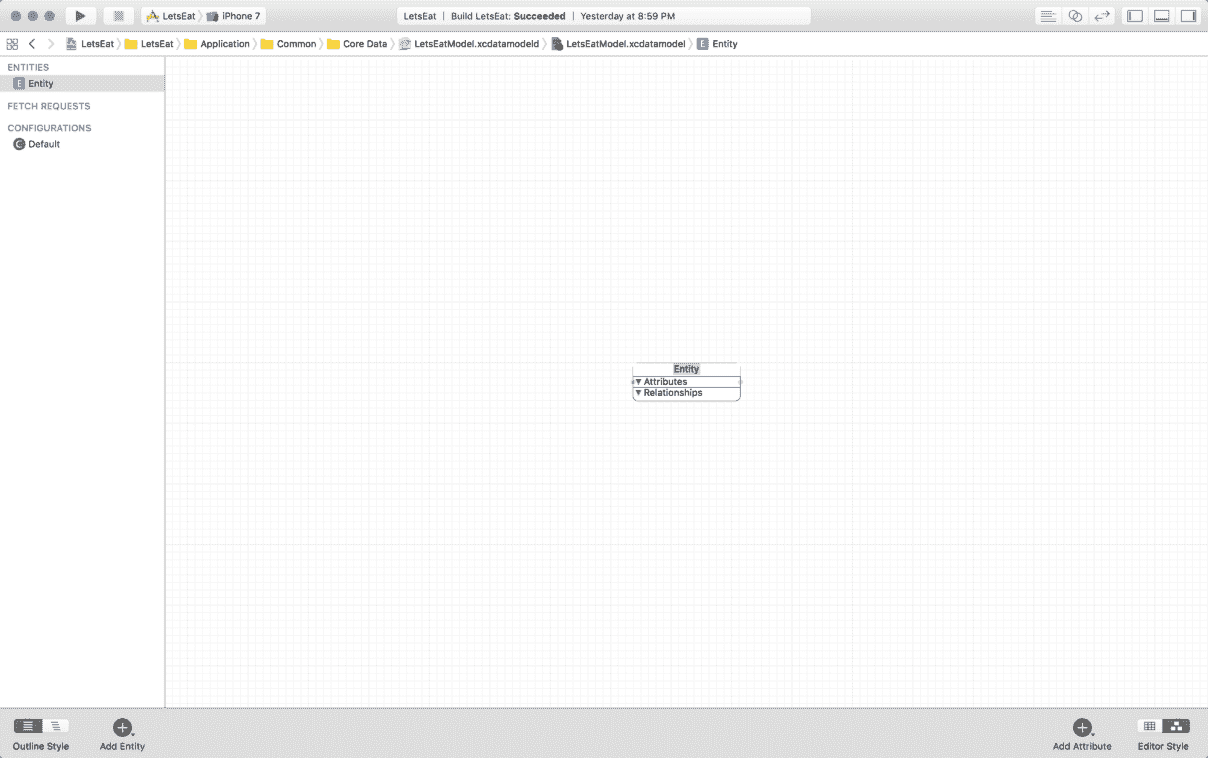 LetsEat iPhone 7 LetsEat | Build LetsEat: Succeeded | Yesterday at 8:59 PM
LetsEat LetsEat Application Common Core Data LetsEatModel.xcdatamodeld LetsEatModel.xcdatamodel E Entity
ENTITIES
E Entity
FETCH REQUESTS
CONFIGURATIONS
C Default
Entity
Attributes
Relationships
Outline Style Add Entity Add Attribute Editor Style